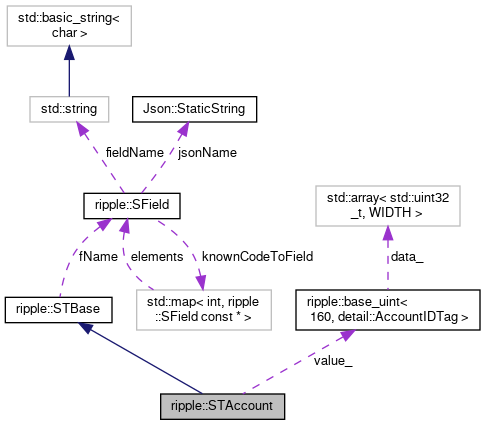 std::basic_string<
char >
std::string
Json::StaticString
fieldName
jsonName
ripple::SField
std::array< std::uint32
_t, WIDTH >
fName
elements
knownCodeToField
data_
ripple::STBase
std::map< int, ripple
::SField const * >
ripple::base_uint<
160, detail::AccountIDTag >
value_
ripple::STAccount